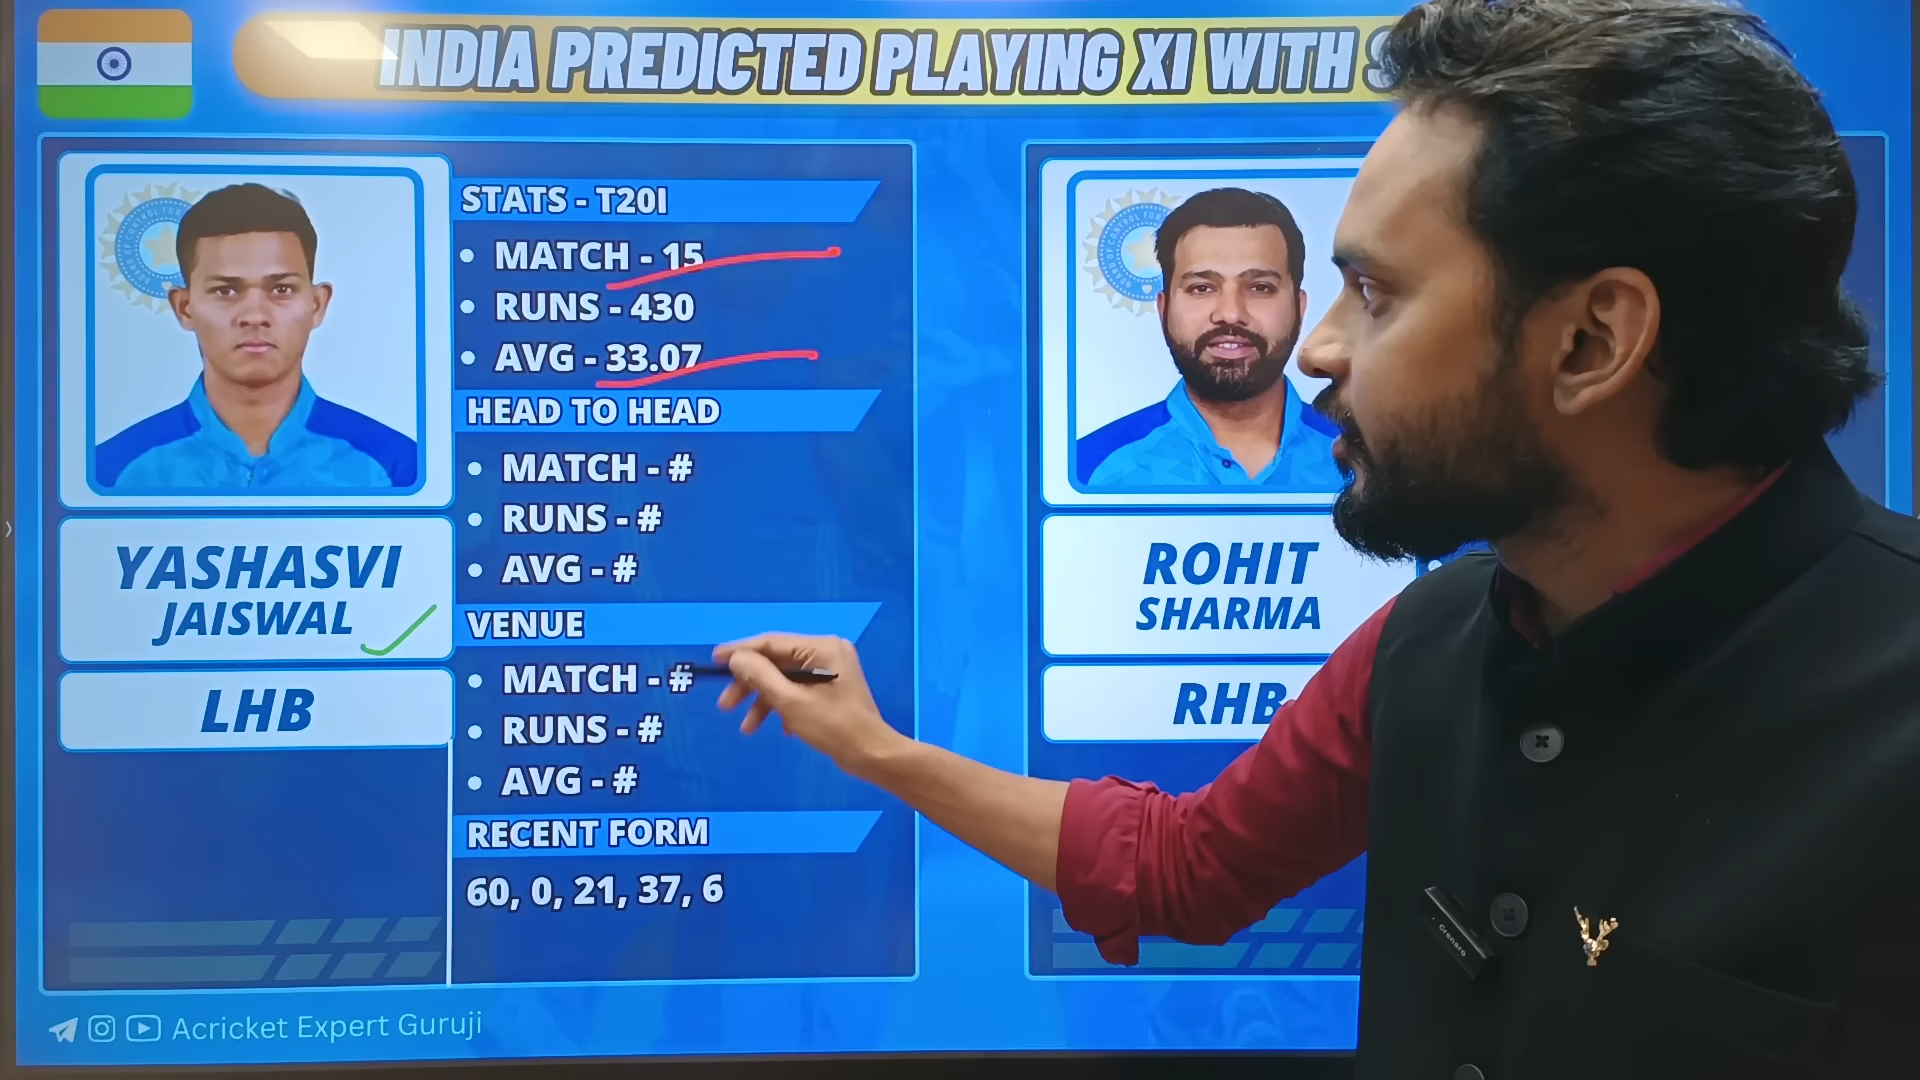 INDIA PREDICTED PLAYING XI WITH
STATS - T20I
• MATCH - 15
• RUNS - 430
• AVG - 33.07
HEAD TO HEAD
• MATCH - #
• RUNS - #
• AVG - #
YASHASVI
JAISWAL
LHB
VENUE
• MATCH - #
• RUNS - #
• AVG - #
RECENT FORM
60, 0, 21, 37, 6
ROHIT
SHARMA
RHB
Acricket Expert Guruji